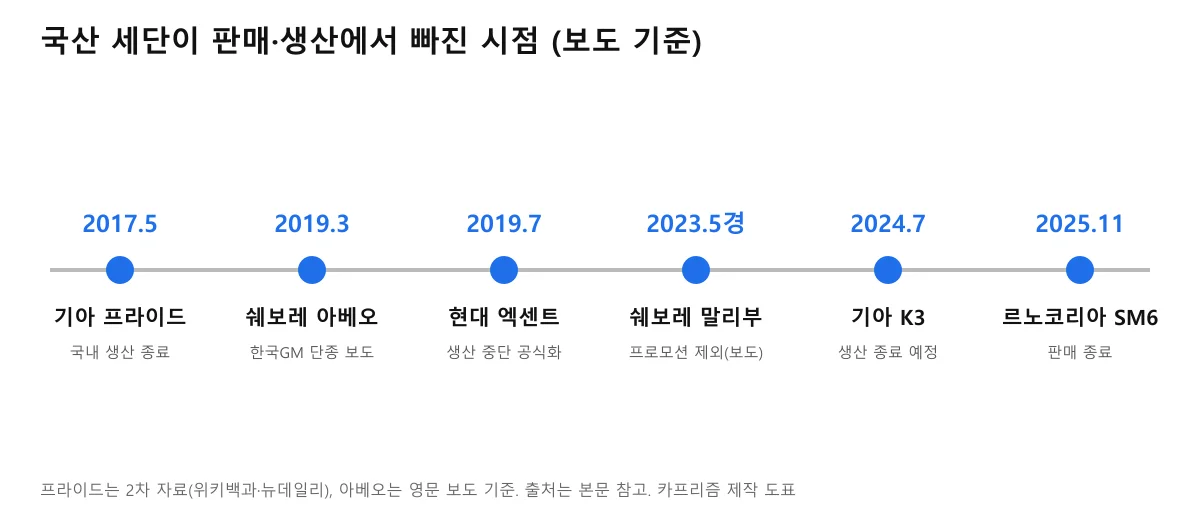 국산 세단이 판매·생산에서 빠진 시점 (보도 기준)
2017.5 2019.3 2019.7 2023.5경 2024.7 2025.11
기아 프라이드 쉐보레 아베오 현대 엑센트 쉐보레 말리부 기아 K3 르노코리아 SM6
국내 생산 종료 한국GM 단종 보도 생산 중단 공식화 프로모션 제외(보도) 생산 종료 예정 판매 종료
프라이드는 2차 자료(위키백과·뉴데일리), 아베오는 영문 보도 기준. 출처는 본문 참고. 카프리즘 제작 도표